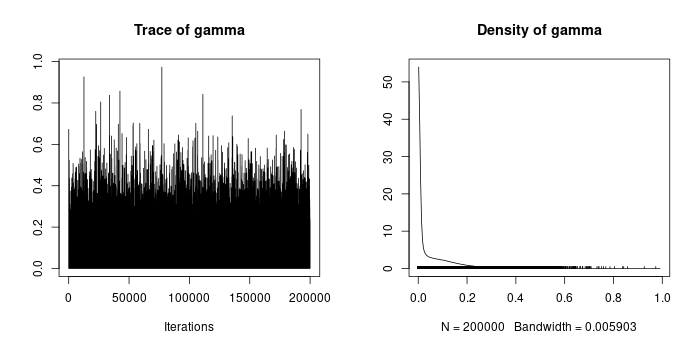 Trace of gamma
0.0 0.2 0.4 0.6 0.8 1.0
0 50000 100000 150000 200000
Iterations
Density of gamma
0 10 20 30 40 50
0.0 0.2 0.4 0.6 0.8 1.0
N = 200000 Bandwidth = 0.005903